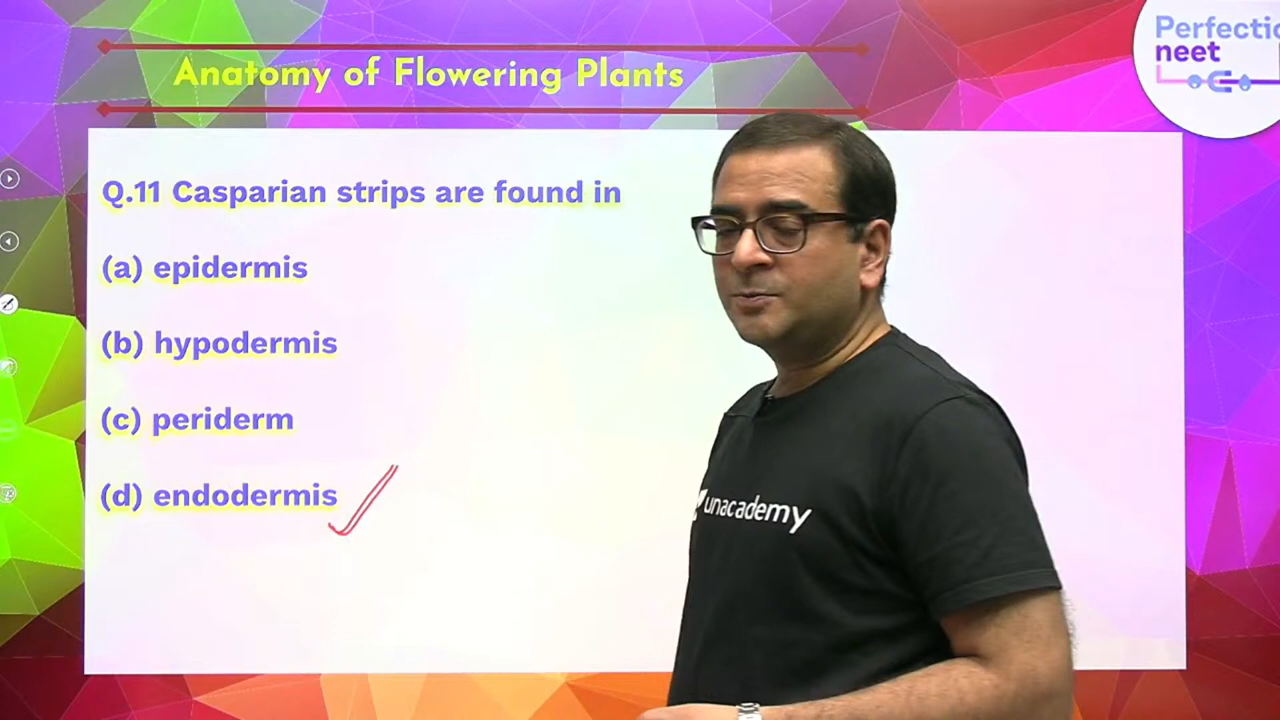 Anatomy of Flowering Plants
Perfectio
neet
Q.11 Casparian strips are found in
(a) epidermis
(b) hypodermis
(c) periderm
(d) endodermis
unacademy